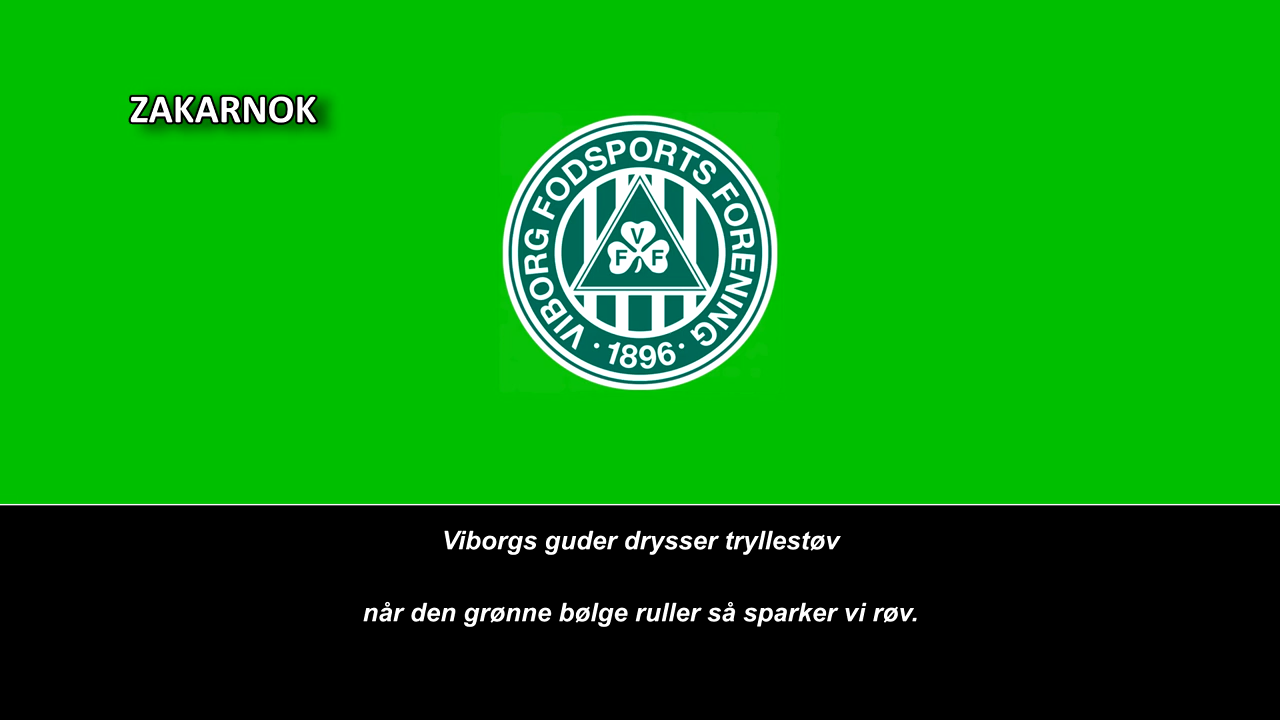 ZAKARNOK
VIBORG FODSPORTS FORENING
· 1896 ·
V
F F
Viborgs guder drysser tryllestøv
når den grønne bølge ruller så sparker vi røv.